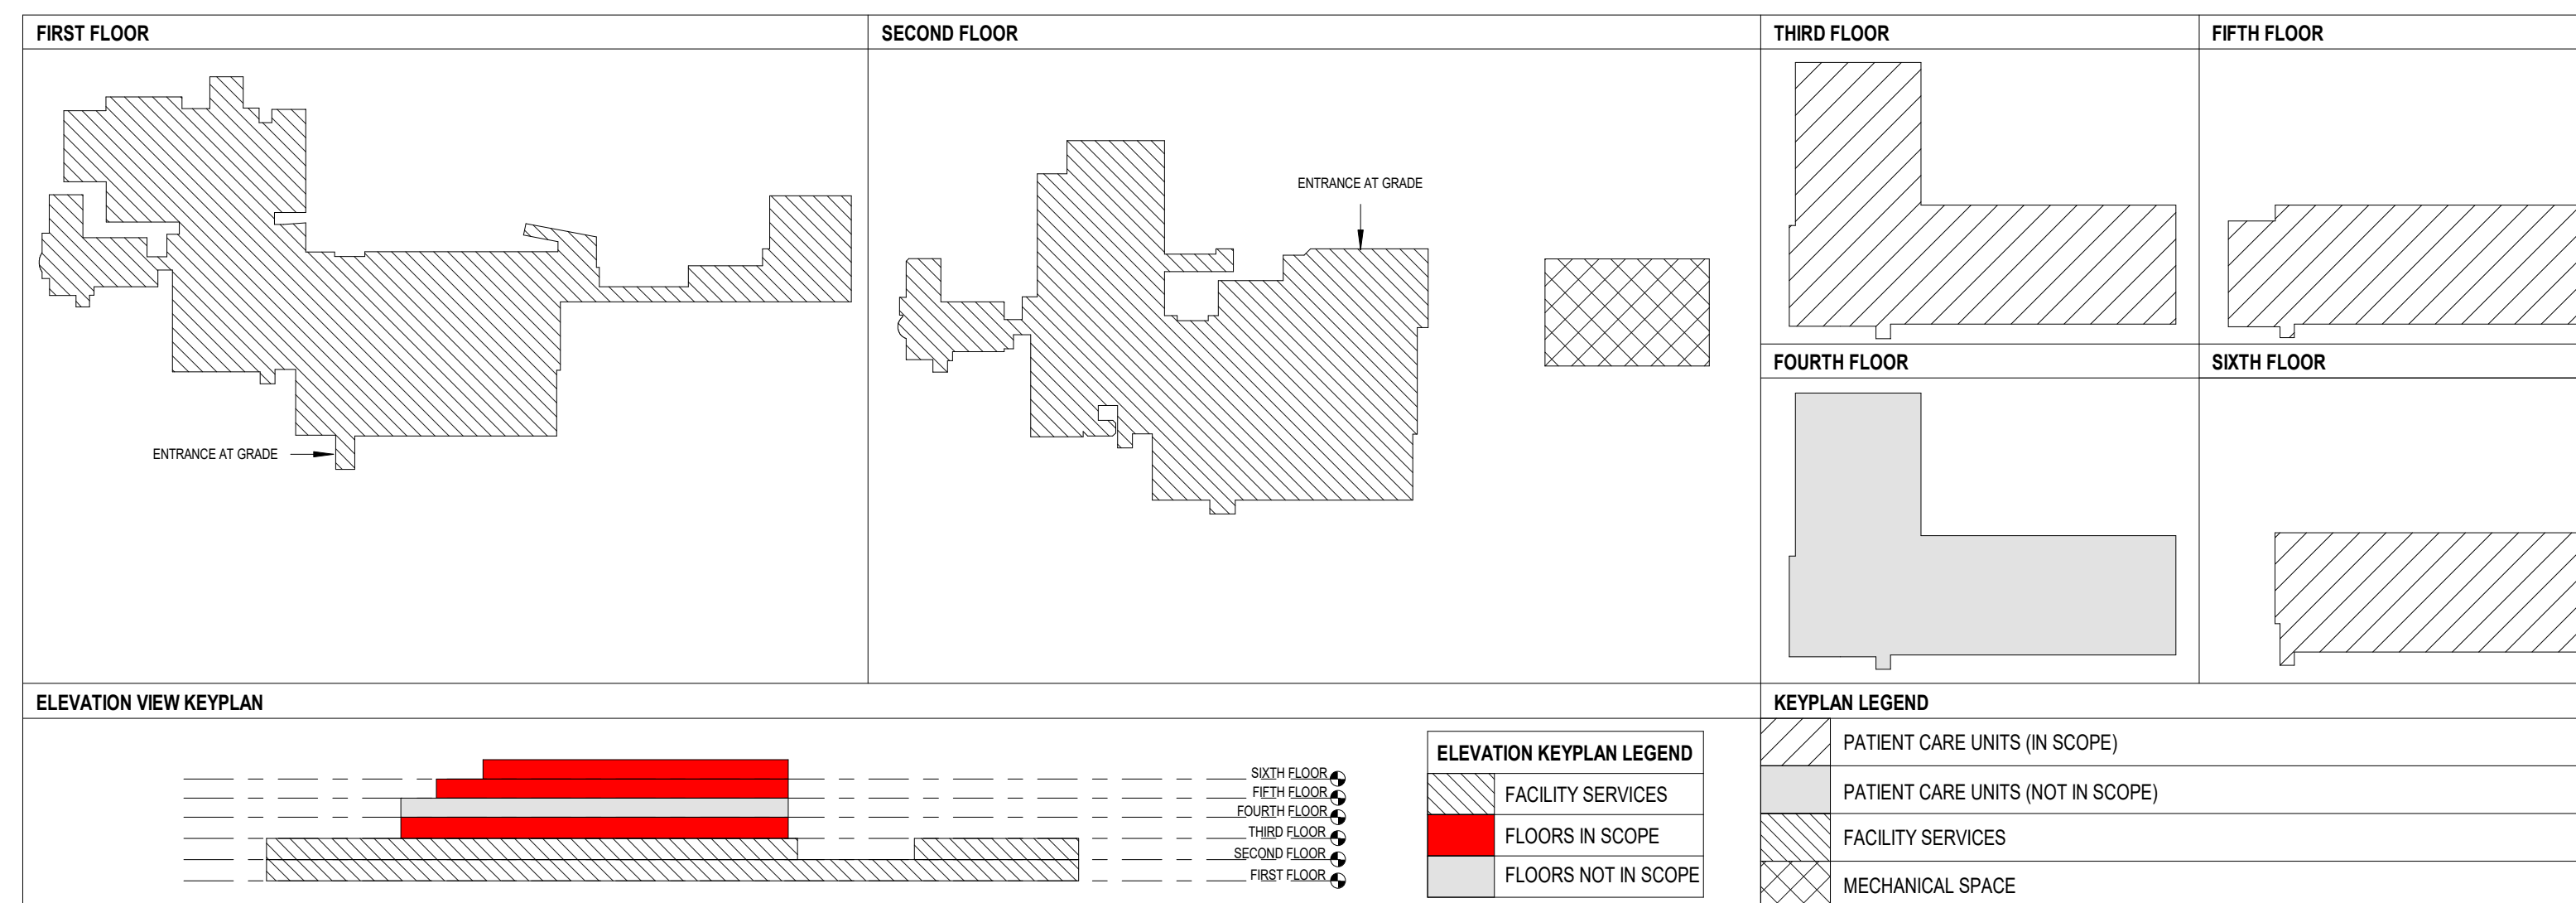 FIRST FLOOR
SECOND FLOOR
THIRD FLOOR
FIFTH FLOOR
ENTRANCE AT GRADE
ENTRANCE AT GRADE
FOURTH FLOOR
SIXTH FLOOR
ELEVATION VIEW KEYPLAN
SIXTH FLOOR
FIFTH FLOOR
FOURTH FLOOR
THIRD FLOOR
SECOND FLOOR
FIRST FLOOR
ELEVATION KEYPLAN LEGEND
FACILITY SERVICES
FLOORS IN SCOPE
FLOORS NOT IN SCOPE
KEYPLAN LEGEND
PATIENT CARE UNITS (IN SCOPE)
PATIENT CARE UNITS (NOT IN SCOPE)
FACILITY SERVICES
MECHANICAL SPACE